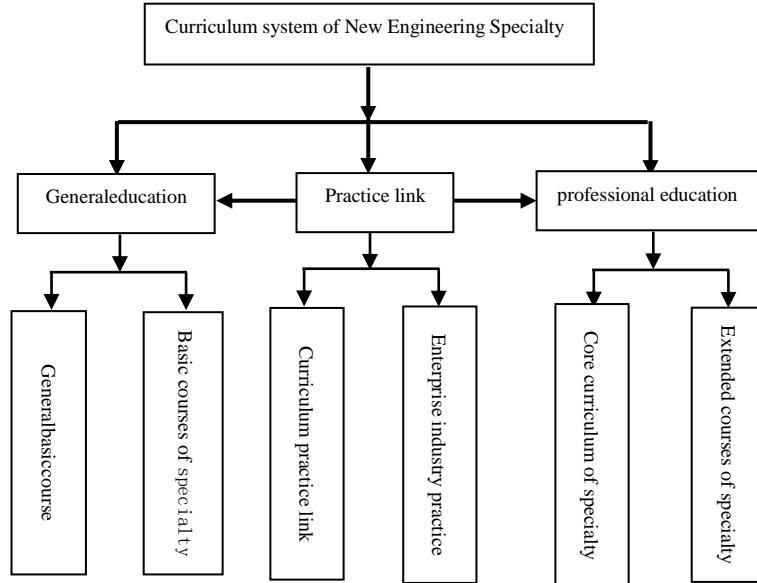 Curriculum system of New Engineering Specialty
Generaleducation
Practice link
professional education
Generalbasiccourse
Basic courses of specialty
Curriculum practice link
Enterprise industry practice
Core curriculum of specialty
Extended courses of specialty